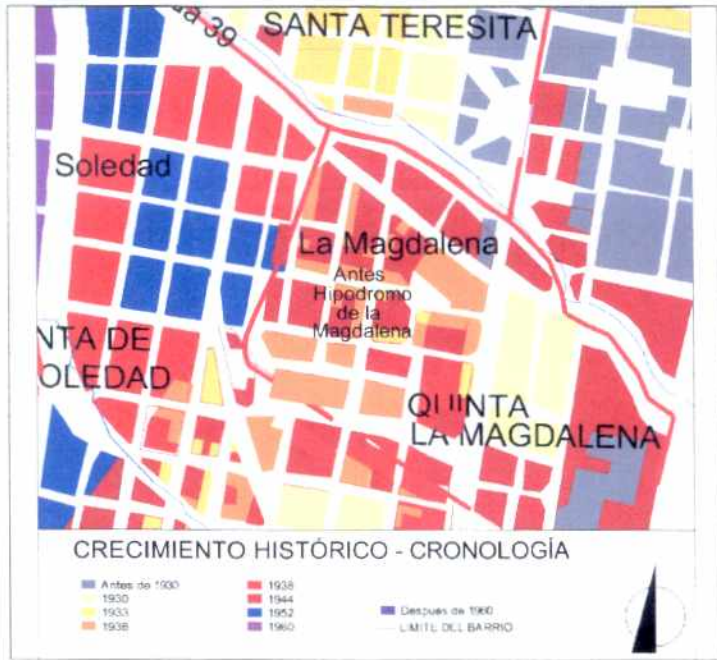 SANTA TERESITA
39
Soledad
La Magdalena
Antes
Hipodromo
de la
Magdalena
NTA DE
OLEDAD
QUINTA
LA MAGDALENA
CRECIMIENTO HISTÓRICO - CRONOLOGÍA
Antes de 1930
1930
1933
1936
1938
1944
1952
1960
Despues de 1960
LIMITE DEL BARRIO